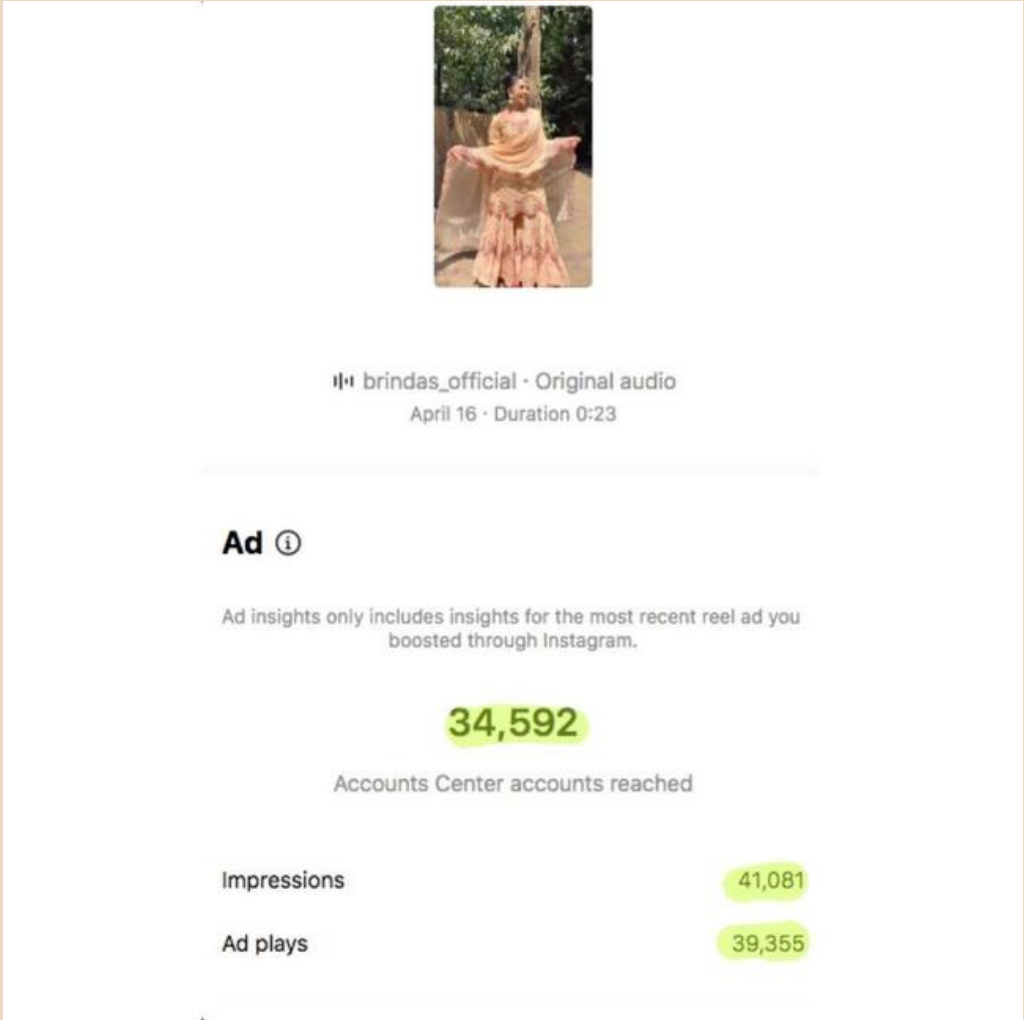 brindas_official · Original audio
April 16 · Duration 0:23
Ad
Ad insights only includes insights for the most recent reel ad you
boosted through Instagram.
34,592
Accounts Center accounts reached
Impressions 41,081
Ad plays 39,355